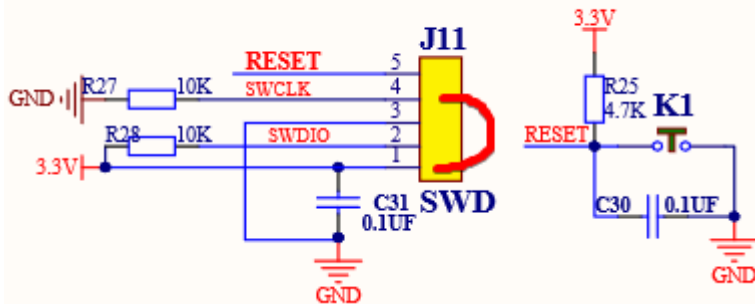 J11
3.3V
RESET
5
R27
10K
SWCLK
4
R25
4.7K
K1
GND
3
R28
10K
SWDIO
2
RESET
3.3V
1
C31
0.1UF
SWD
C30
0.1UF
GND
GND